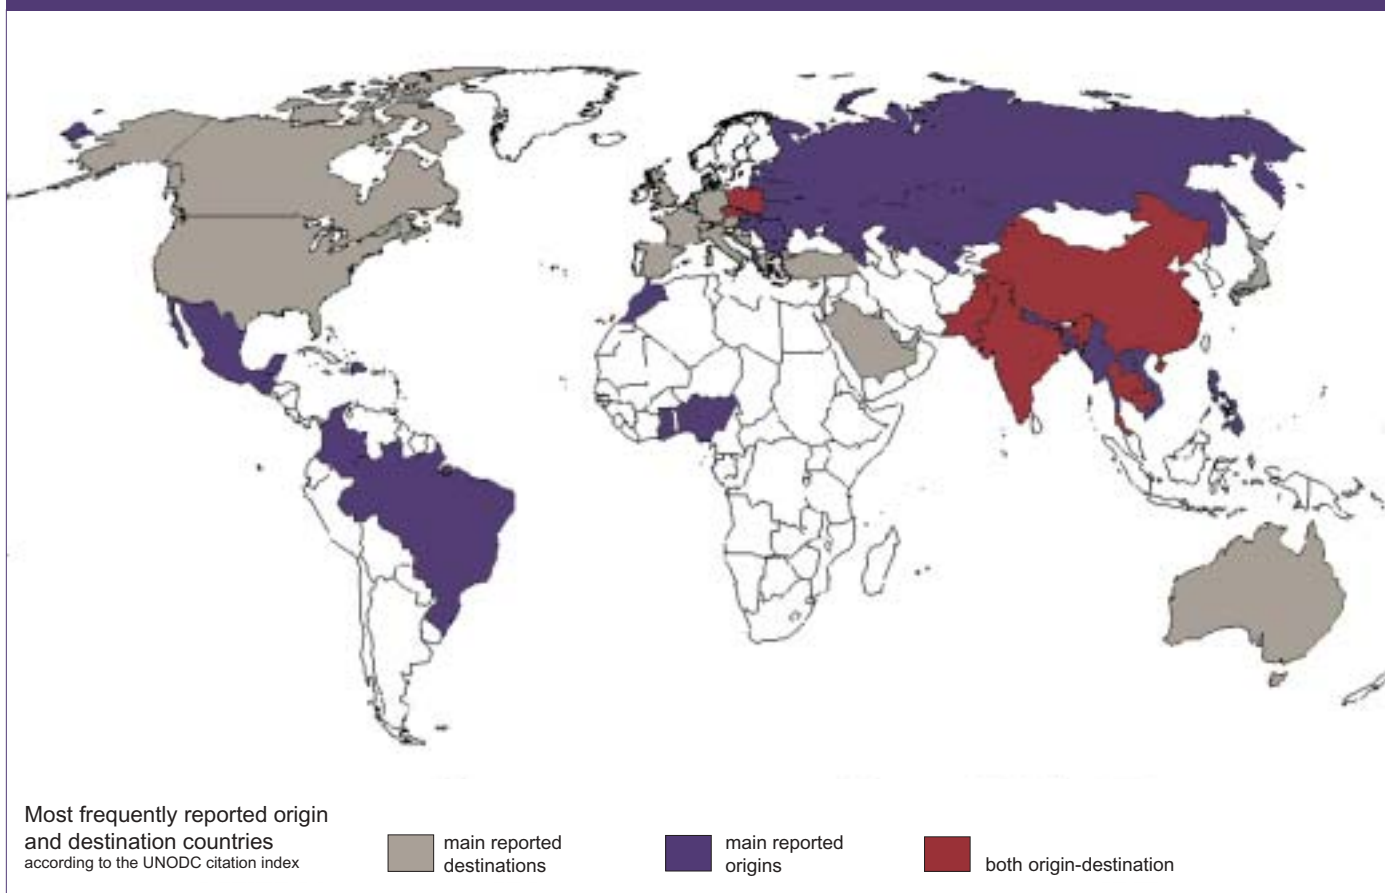 Most frequently reported origin
and destination countries
according to the UNODC citation index
main reported
destinations
main reported
origins
both origin-destination